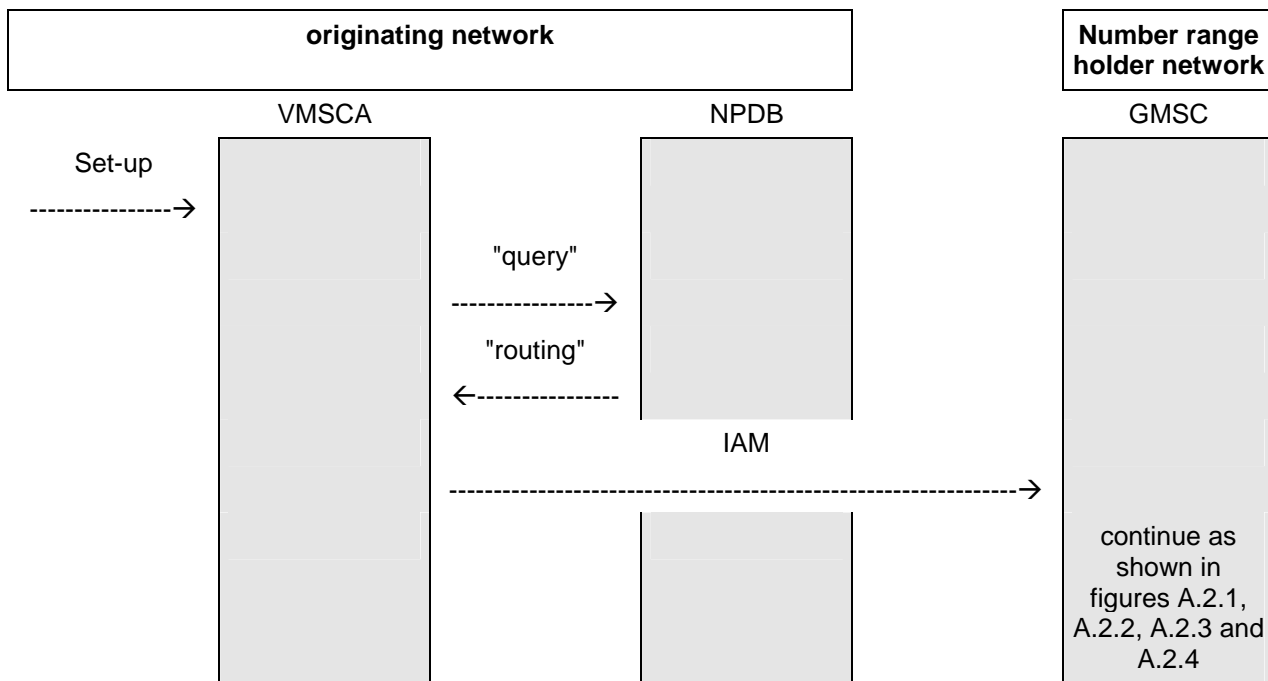 originating network
Number range
holder network
VMSCA
NPDB
GMSC
Set-up
----------------→
"query"
----------------→
"routing"
←----------------
IAM
----------------------------------------------------------------→
continue as
shown in
figures A.2.1,
A.2.2, A.2.3 and
A.2.4